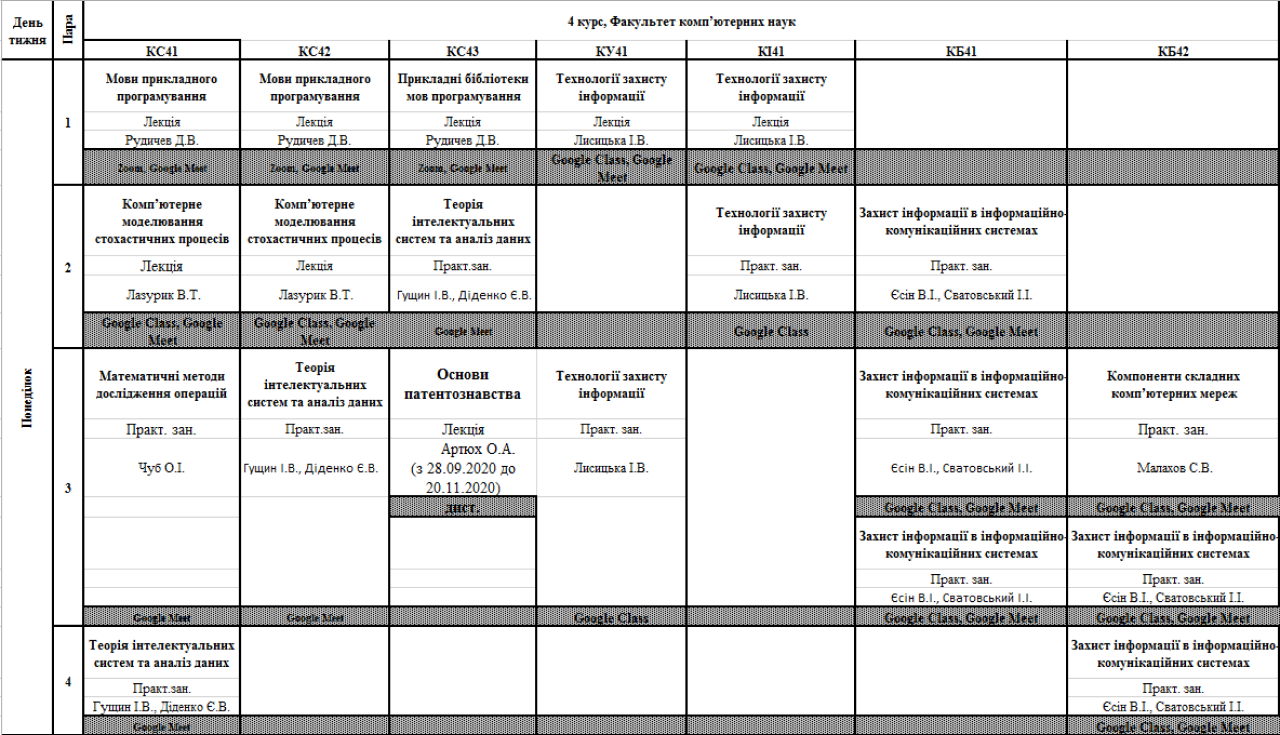 День тижня
Пара
4 курс, Факультет комп’ютерних наук
КС41 КС42 КС43 КУ41 КІ41 КБ41 КБ42
Понеділок
1
Мови прикладного
програмування
Лекція
Рудичев Д.В.
Zoom, Google Meet
Мови прикладного
програмування
Лекція
Рудичев Д.В.
Zoom, Google Meet
Прикладні бібліотеки
мов програмування
Лекція
Рудичев Д.В.
Zoom, Google Meet
Технології захисту
інформації
Лекція
Лисицька І.В.
Google Class, Google
Meet
Технології захисту
інформації
Лекція
Лисицька І.В.
Google Class, Google Meet
2
Комп’ютерне
моделювання
стохастичних процесів
Лекція
Лазурик В.Т.
Google Class, Google
Meet
Комп’ютерне
моделювання
стохастичних процесів
Лекція
Лазурик В.Т.
Google Class, Google
Meet
Теорія
інтелектуальних
систем та аналіз даних
Практ.зан.
Гущин І.В., Діденко Є.В.
Google Meet
Технології захисту
інформації
Практ. зан.
Лисицька І.В.
Google Class
Захист інформації в інформаційно-
комунікаційних системах
Практ. зан.
Єсін В.І., Сватовський І.І.
Google Class, Google Meet
3
Математичні методи
дослідження операцій
Практ. зан.
Чуб О.І.
Google Meet
Теорія
інтелектуальних
систем та аналіз даних
Практ.зан.
Гущин І.В., Діденко Є.В.
Google Meet
Основи
патентознавства
Лекція
Артюх О.А.
(з 28.09.2020 до
20.11.2020)
дист.
Технології захисту
інформації
Практ. зан.
Лисицька І.В.
Google Class
Захист інформації в інформаційно-
комунікаційних системах
Практ. зан.
Єсін В.І., Сватовський І.І.
Google Class, Google Meet
Захист інформації в інформаційно-
комунікаційних системах
Практ. зан.
Єсін В.І., Сватовський І.І.
Google Class, Google Meet
Компоненти складних
комп’ютерних мереж
Практ. зан.
Малахов С.В.
Google Class, Google Meet
Захист інформації в інформаційно-
комунікаційних системах
Практ. зан.
Єсін В.І., Сватовський І.І.
Google Class, Google Meet
4
Теорія інтелектуальних
систем та аналіз даних
Практ.зан.
Гущин І.В., Діденко Є.В.
Google Meet
Захист інформації в інформаційно-
комунікаційних системах
Практ. зан.
Єсін В.І., Сватовський І.І.
Google Class, Google Meet